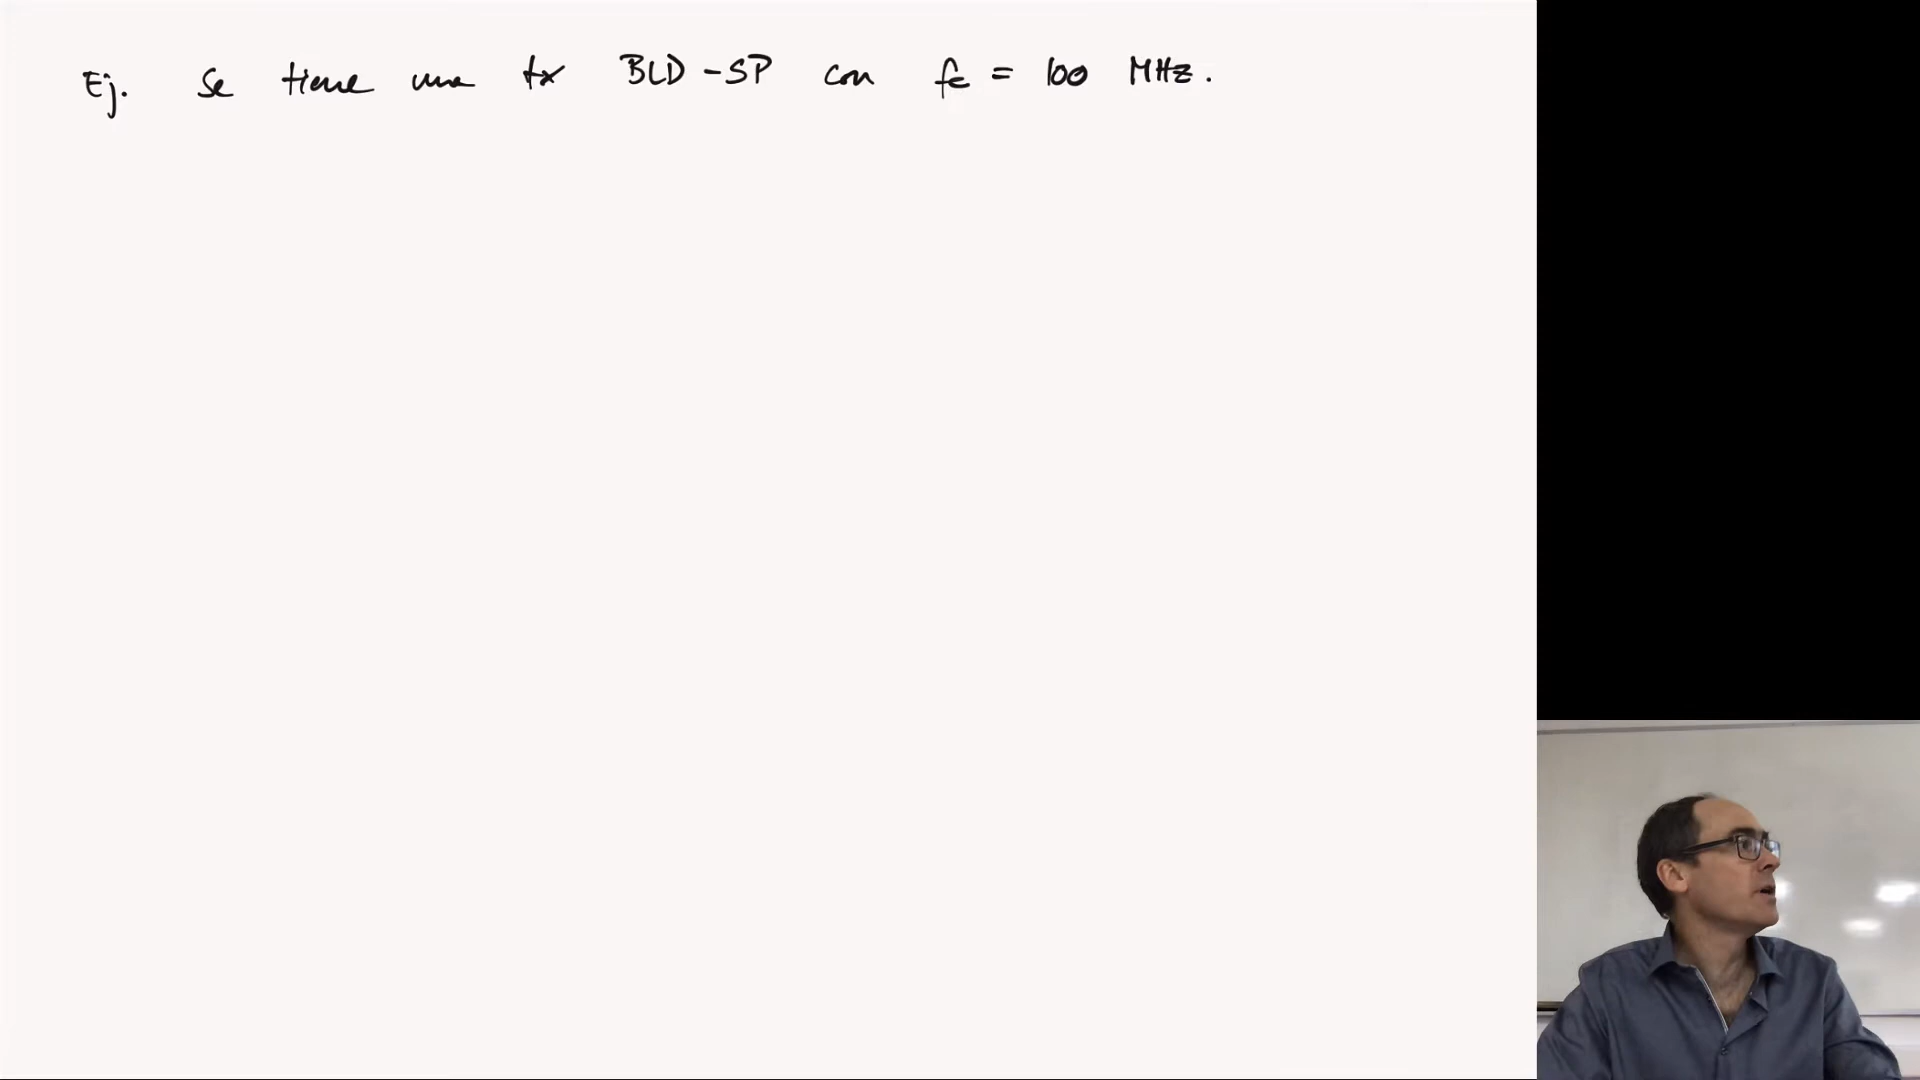 Ej. Se tiene una tx BLD-SP con fc = 100 MHz.